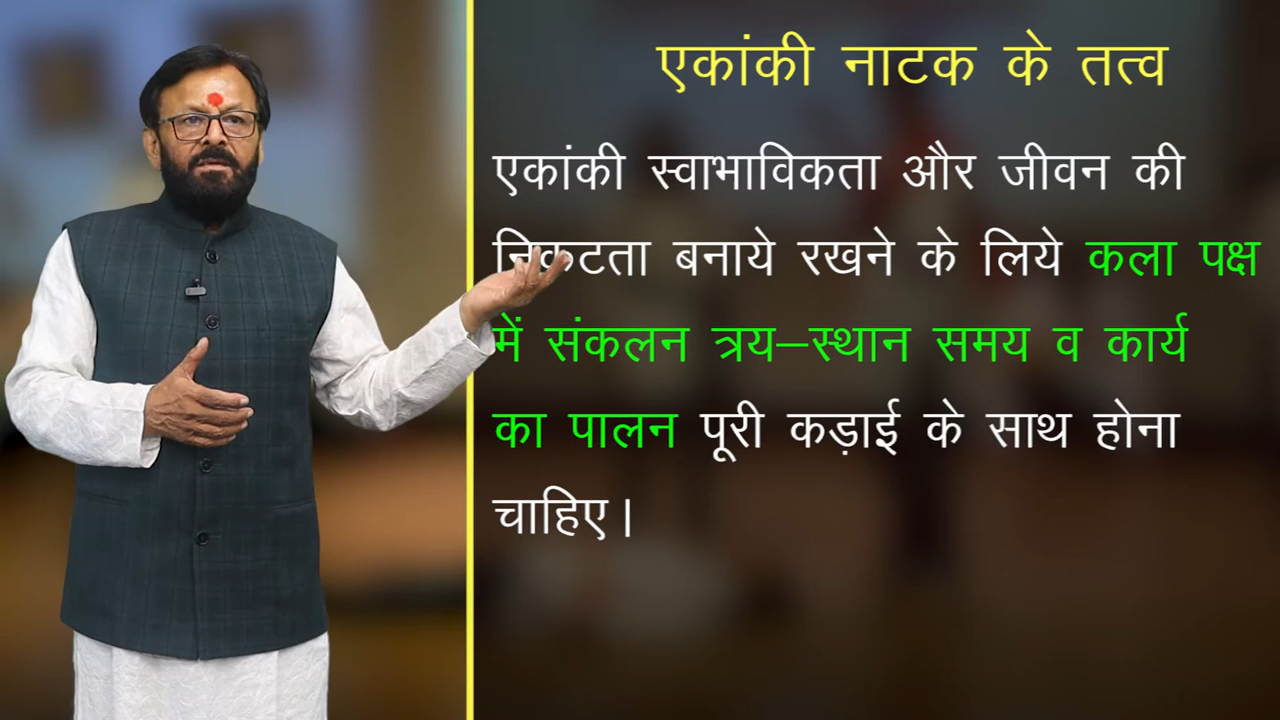 एकांकी नाटक के तत्व
एकांकी स्वाभाविकता और जीवन की
निकटता बनाये रखने के लिये कला पक्ष
में संकलन त्रय–स्थान समय व कार्य
का पालन पूरी कड़ाई के साथ होना
चाहिए।